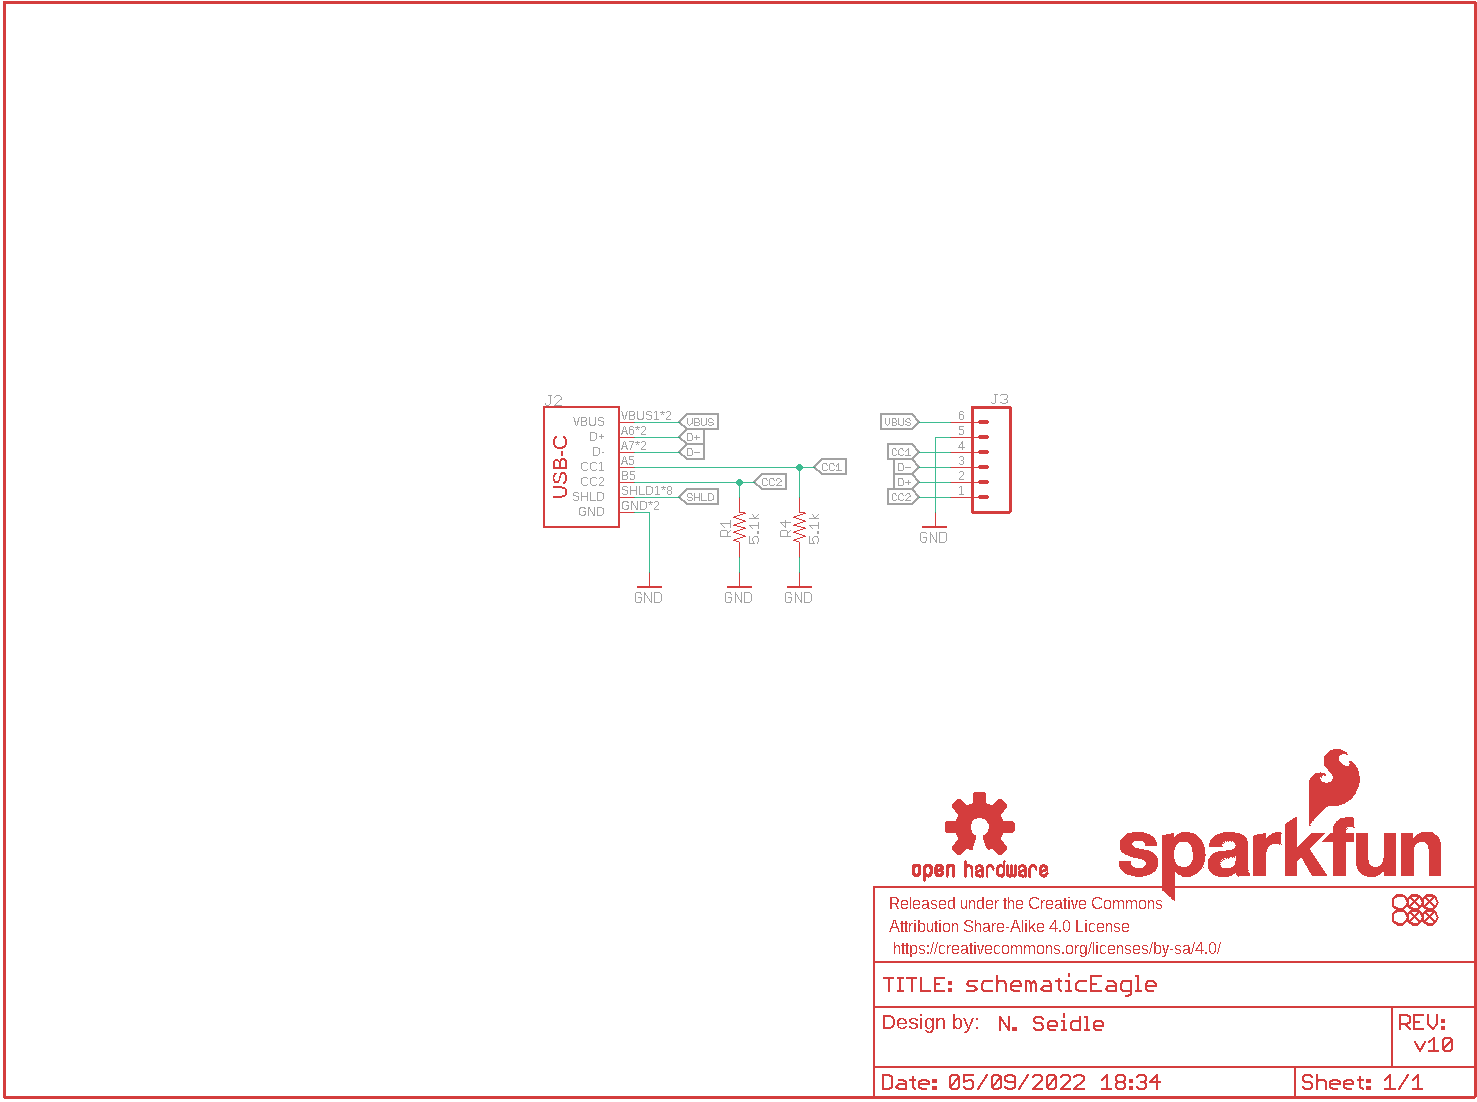 J2
USB-C
VBUS
D+
D-
CC1
CC2
SHLD
GND
VBUS1*2
A6*2
A7*2
A5
B5
SHLD1*8
GND*2
VBUS
D+
D-
CC1
CC2
SHLD
R1
5.1k
R4
5.1k
GND
GND
GND
J3
VBUS
CC1
D-
D+
CC2
6
5
4
3
2
1
GND
open hardware
sparkfun
Released under the Creative Commons
Attribution Share-Alike 4.0 License
https://creativecommons.org/licenses/by-sa/4.0/
TITLE: schematicEagle
Design by: N. Seidle
REV:
v10
Date: 05/09/2022 18:34
Sheet: 1/1